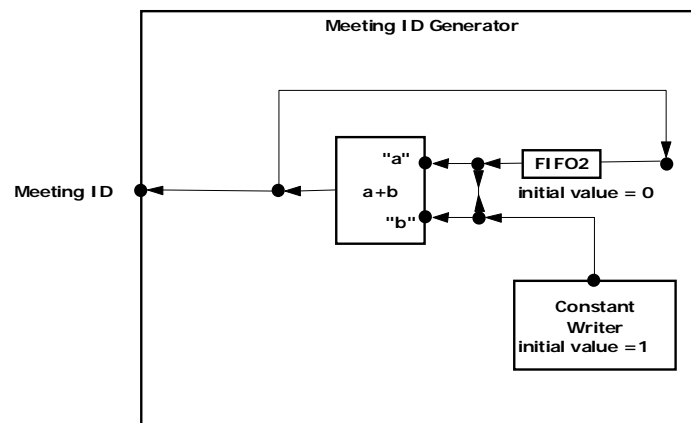 Meeting ID Generator
"a"
FIFO2
Meeting ID
a+b
initial value = 0
"b"
Constant
Writer
initial value =1